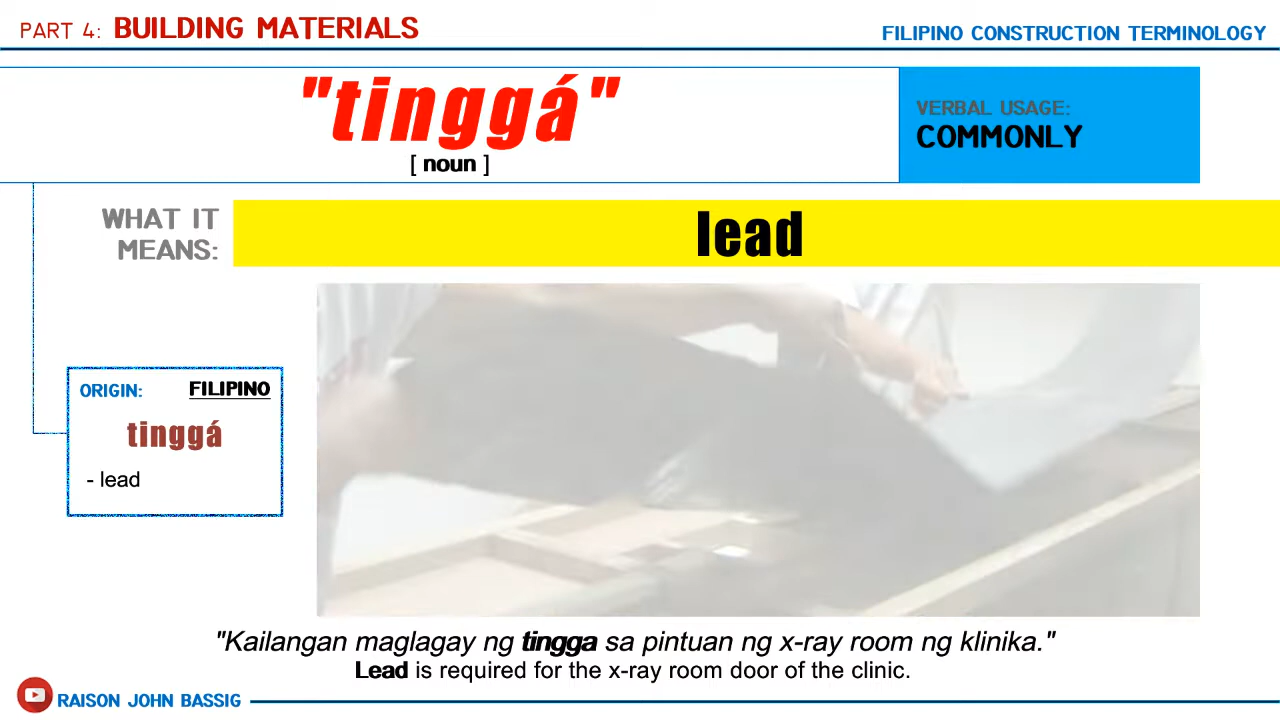 PART 4: BUILDING MATERIALS
FILIPINO CONSTRUCTION TERMINOLOGY
"tinggá"
[ noun ]
VERBAL USAGE:
COMMONLY
WHAT IT
MEANS:
lead
ORIGIN: FILIPINO
tinggá
- lead
"Kailangan maglagay ng tingga sa pintuan ng x-ray room ng klinika."
Lead is required for the x-ray room door of the clinic.
RAISON JOHN BASSIG